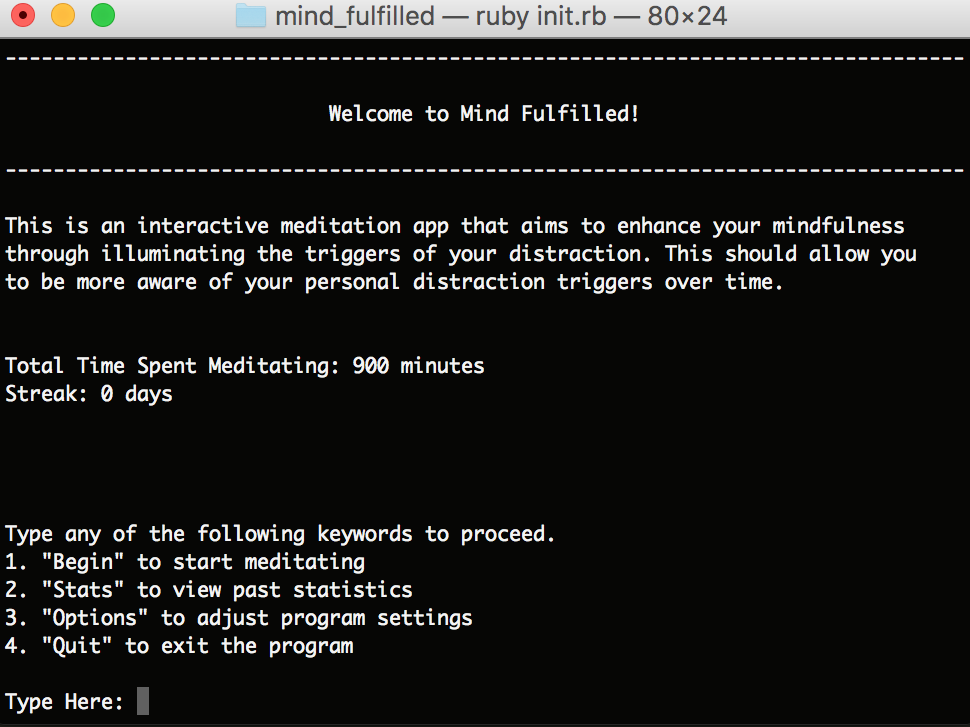 mind_fulfilled — ruby init.rb — 80×24
--------------------------------------------------------------------------------
Welcome to Mind Fulfilled!
--------------------------------------------------------------------------------
This is an interactive meditation app that aims to enhance your mindfulness
through illuminating the triggers of your distraction. This should allow you
to be more aware of your personal distraction triggers over time.
Total Time Spent Meditating: 900 minutes
Streak: 0 days
Type any of the following keywords to proceed.
1. "Begin" to start meditating
2. "Stats" to view past statistics
3. "Options" to adjust program settings
4. "Quit" to exit the program
Type Here: